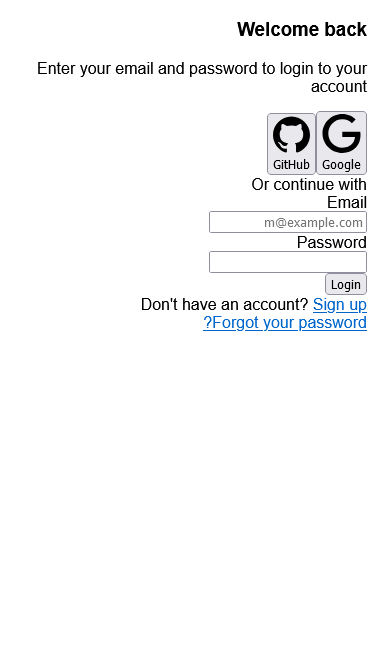 Welcome back
Enter your email and password to login to your
account
GitHub
Google
Or continue with
Email
m@example.com
Password
Login
Don't have an account? Sign up
?Forgot your password